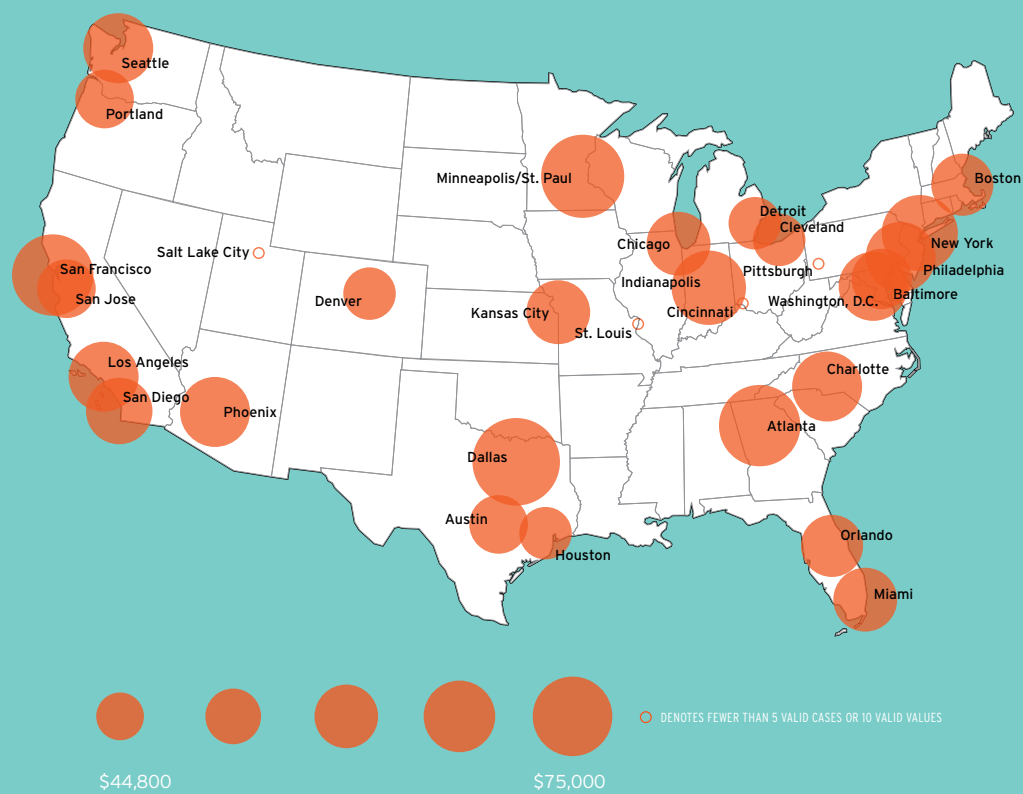 Seattle
Portland
Minneapolis/St. Paul
Boston
Detroit
Cleveland
Chicago
New York
Salt Lake City
San Francisco
Pittsburgh
Philadelphia
Indianapolis
San Jose
Denver
Washington, D.C.
Baltimore
Kansas City
Cincinnati
St. Louis
Los Angeles
Charlotte
San Diego
Phoenix
Atlanta
Dallas
Austin
Orlando
Houston
Miami
DENOTES FEWER THAN 5 VALID CASES OR 10 VALID VALUES
$44,800
$75,000